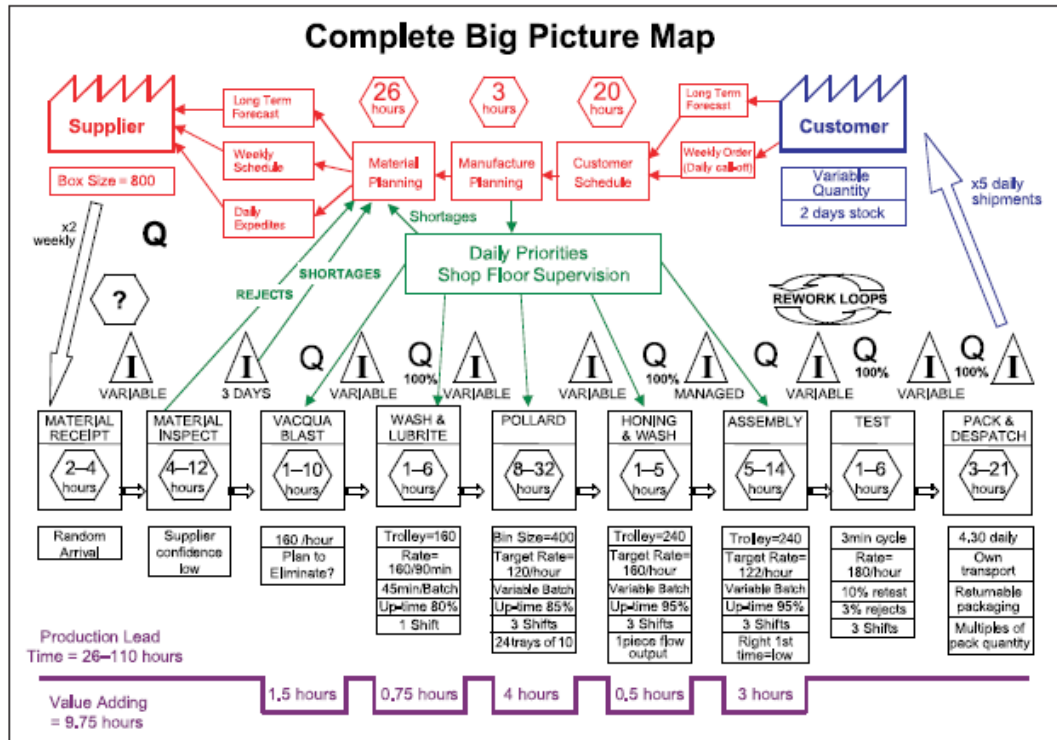 Complete Big Picture Map
26
hours
3
hours
20
hours
Supplier
Long Term
Forecast
Weekly
Schedule
Daily
Expedites
Material
Planning
Manufacture
Planning
Customer
Schedule
Long Term
Forecast
Weekly Order
(Daily call-off)
Customer
Box Size = 800
Variable
Quantity
2 days stock
x5 daily
shipments
x2
weekly
Q
?
Shortages
SHORTAGES
REJECTS
Daily Priorities
Shop Floor Supervision
REWORK LOOPS
I
VARIABLE
I
3 DAYS
Q
I
VARIABLE
Q
100%
I
VARIABLE
I
VARIABLE
Q
100%
I
MANAGED
Q
I
VARIABLE
Q
100%
I
VARIABLE
Q
100%
I
MATERIAL
RECEIPT
2–4
hours
MATERIAL
INSPECT
4–12
hours
VACQUA
BLAST
1–10
hours
WASH &
LUBRITE
1–6
hours
POLLARD
8–32
hours
HONING
& WASH
1–5
hours
ASSEMBLY
5–14
hours
TEST
1–6
hours
PACK &
DESPATCH
3–21
hours
Random
Arrival
Supplier
confidence
low
160 /hour
Plan to
Eliminate?
Trolley=160
Rate=
160/90min
45min/Batch
Up-time 80%
1 Shift
Bin Size=400
Target Rate=
120/hour
Variable Batch
Up-time 85%
3 Shifts
24trays of 10
Trolley=240
Target Rate=
160/hour
Variable Batch
Up-time 95%
3 Shifts
1piece flow
output
Trolley=240
Target Rate=
122/hour
Variable Batch
Up-time 95%
3 Shifts
Right 1st
time=low
3min cycle
Rate=
180/hour
10% retest
3% rejects
3 Shifts
4.30 daily
Own
transport
Returnable
packaging
Multiples of
pack quantity
Production Lead
Time = 26–110 hours
Value Adding
= 9.75 hours
1.5 hours
0.75 hours
4 hours
0.5 hours
3 hours